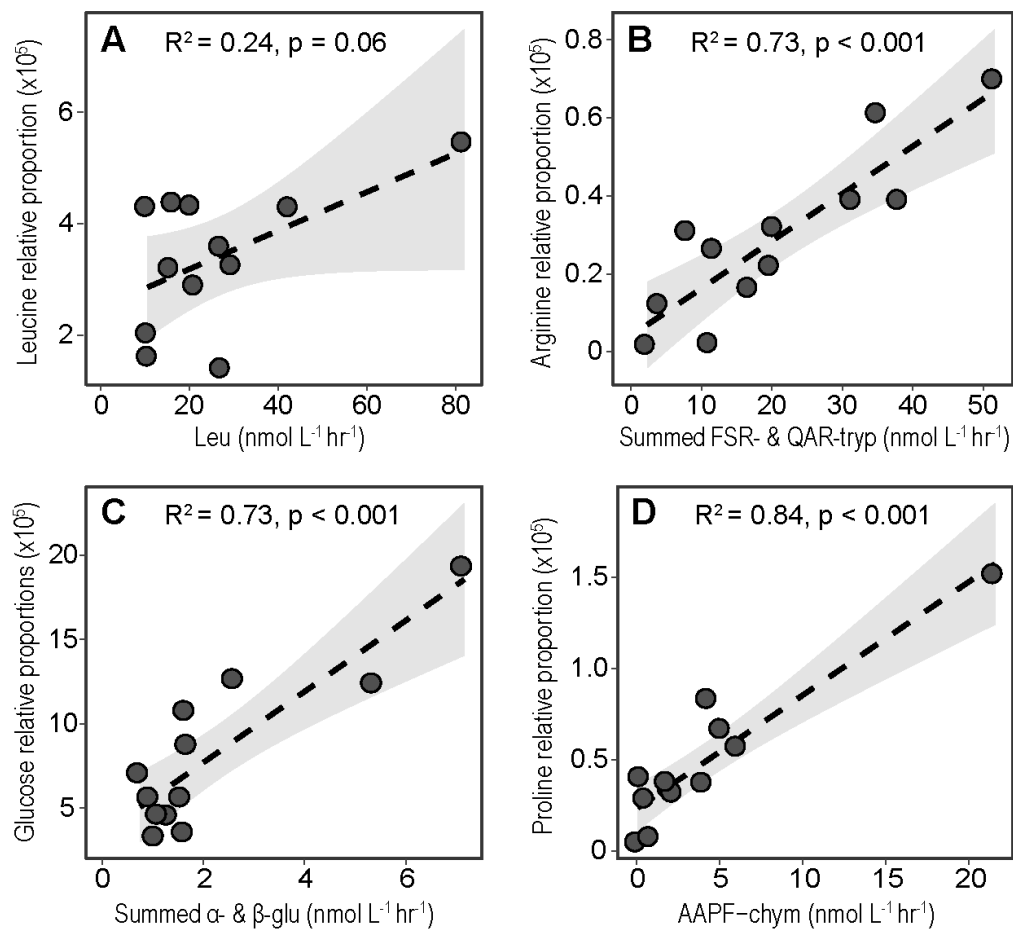 A R² = 0.24, p = 0.06
Leucine relative proportion (x10⁵)
6
4
2
0 20 40 60 80
Leu (nmol L⁻¹ hr⁻¹)
B R² = 0.73, p < 0.001
Arginine relative proportion (x10⁵)
0.8
0.6
0.4
0.2
0
0 10 20 30 40 50
Summed FSR- & QAR-tryp (nmol L⁻¹ hr⁻¹)
C R² = 0.73, p < 0.001
Glucose relative proportions (x10⁵)
20
15
10
5
0 2 4 6
Summed α- & β-glu (nmol L⁻¹ hr⁻¹)
D R² = 0.84, p < 0.001
Proline relative proportion (x10⁵)
1.5
1.0
0.5
0
0 5 10 15 20
AAPF−chym (nmol L⁻¹ hr⁻¹)